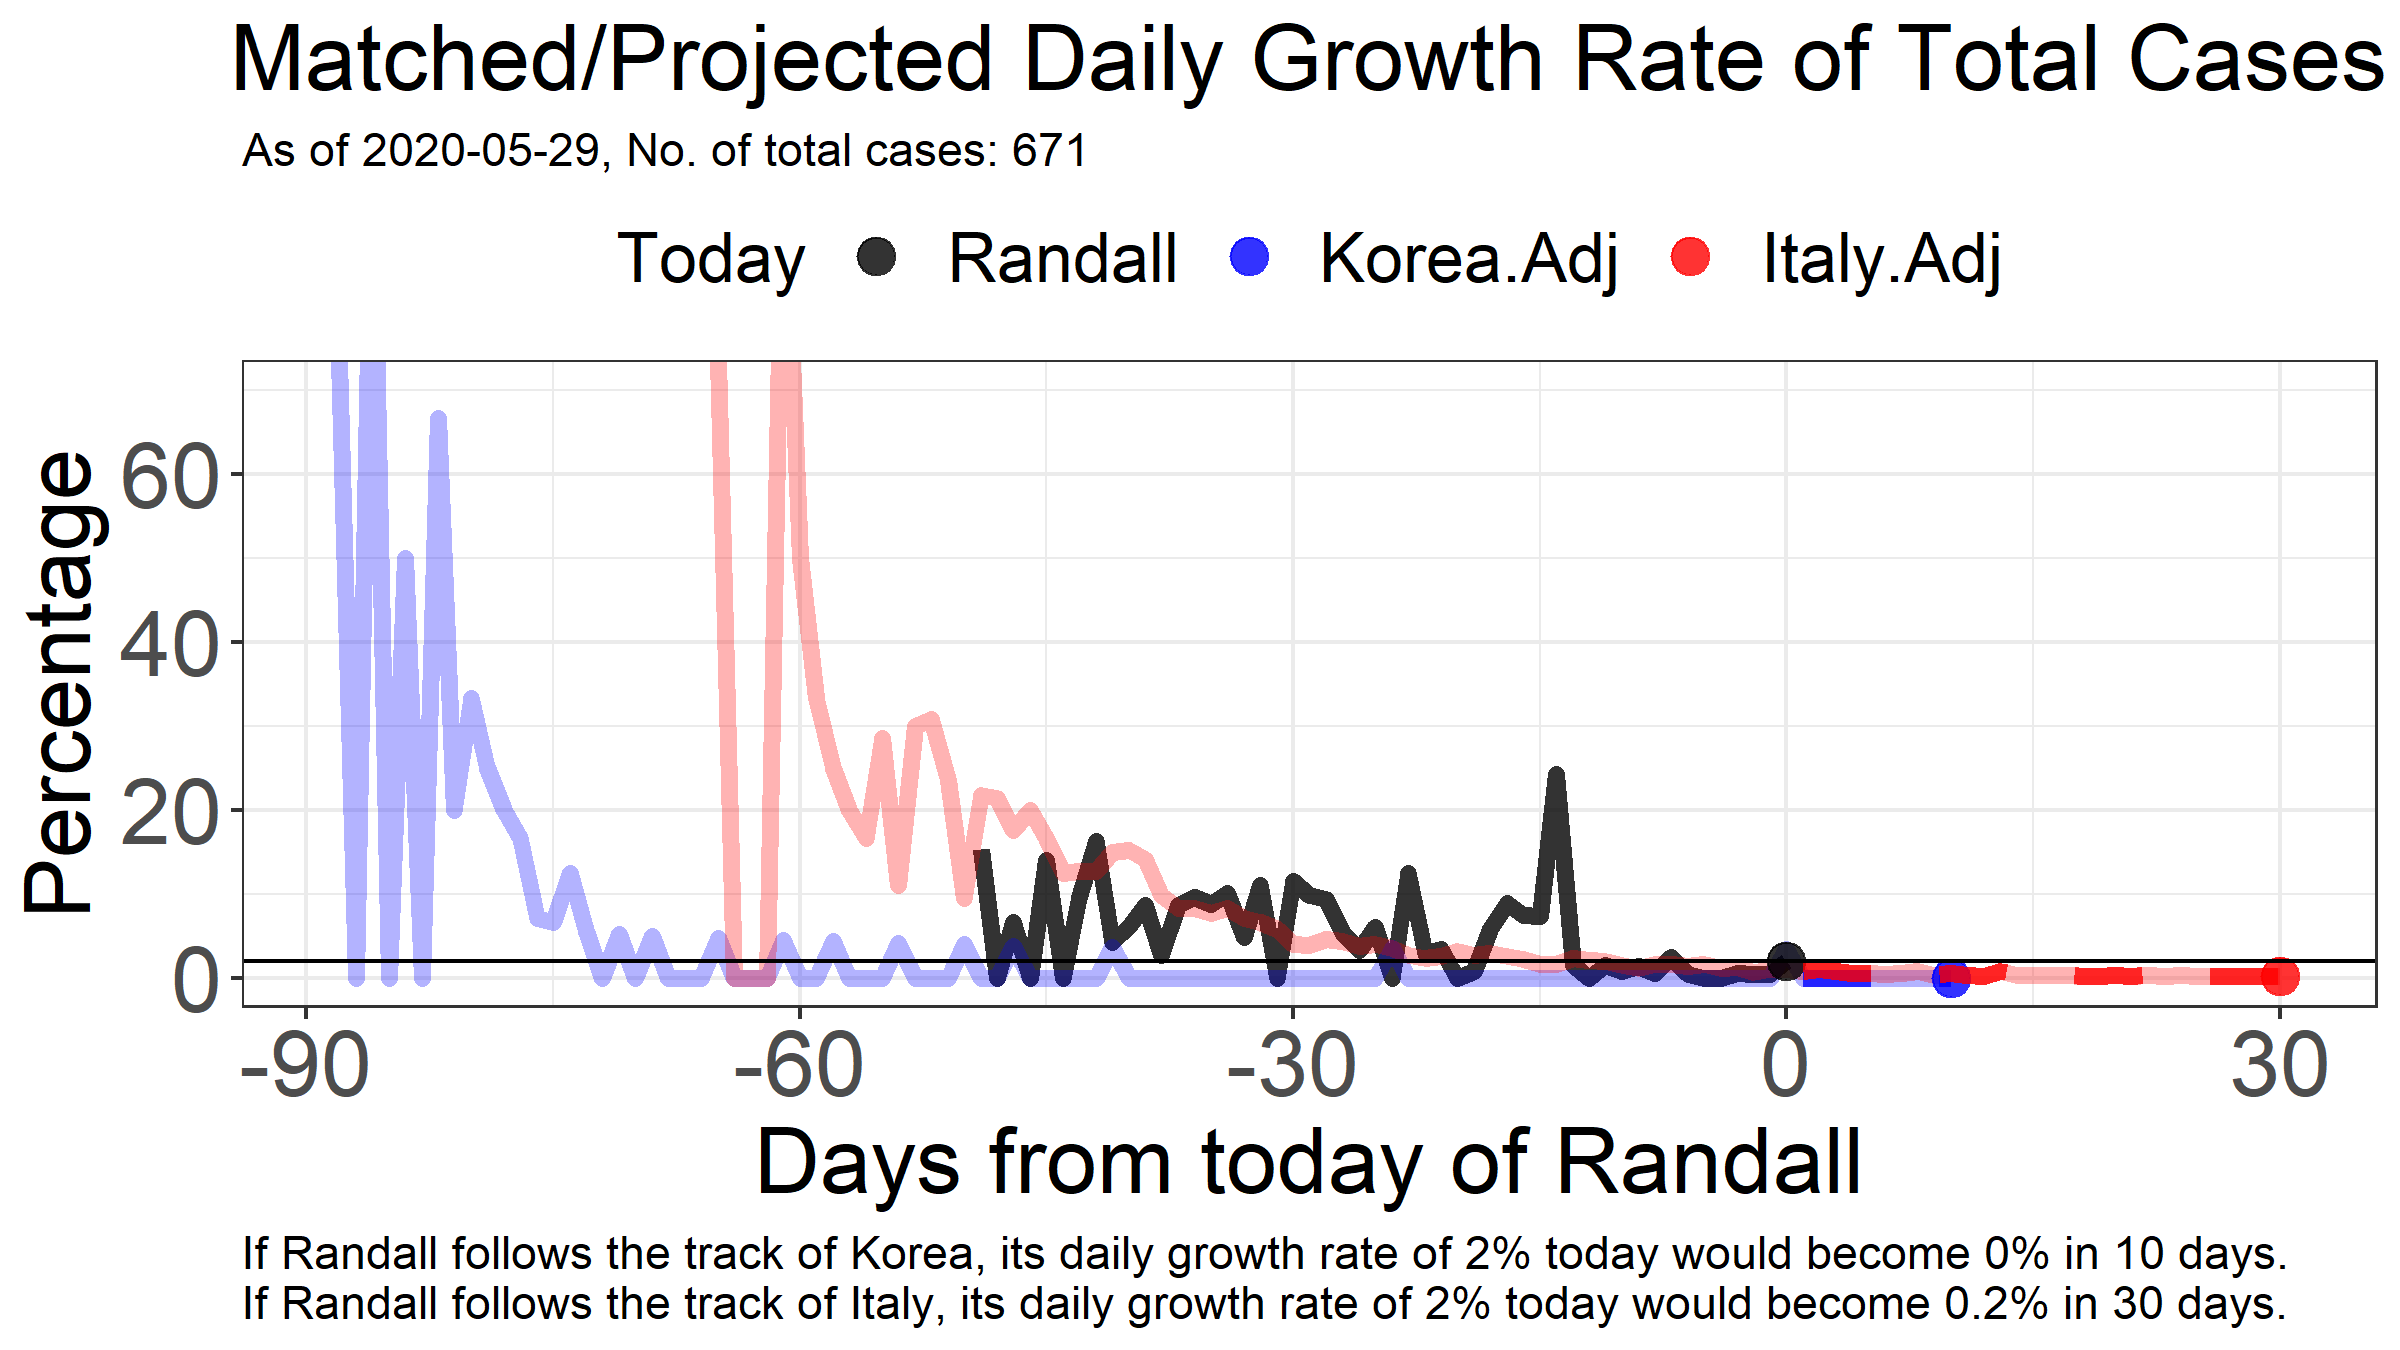 Matched/Projected Daily Growth Rate of Total Cases
As of 2020-05-29, No. of total cases: 671
Today Randall Korea.Adj Italy.Adj
Percentage
60
40
20
0
-90 -60 -30 0 30
Days from today of Randall
If Randall follows the track of Korea, its daily growth rate of 2% today would become 0% in 10 days.
If Randall follows the track of Italy, its daily growth rate of 2% today would become 0.2% in 30 days.